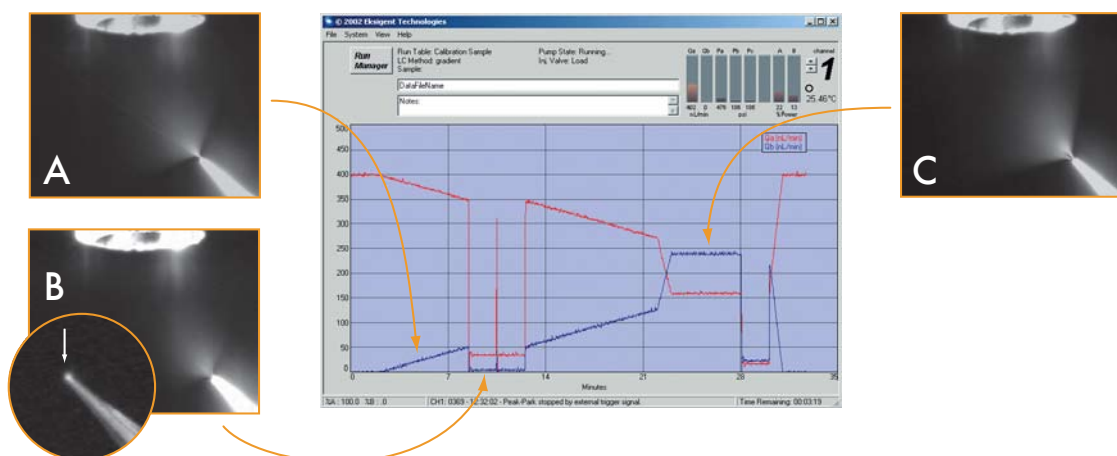 A
B
C
© 2002 Eksigent Technologies
File System View Help
Run Manager
Run Table: Calibration Sample
LC Method: gradient
Sample:
Pump State: Running...
Inj. Valve: Load
DataFileName
Notes:
Qa Qb Pa Pb Pc A B
0
nL/min psi %Power
channel
1
25.46°C
Qa (nL/min)
Qb (nL/min)
500
450
400
350
300
250
200
150
100
50
0
0 7 14 21 28 35
Minutes
%A : 100.0 %B : .0
CH1: 0369 - 12:32:02 - Peak-Park stopped by external trigger signal.
Time Remaining: 00:03:19